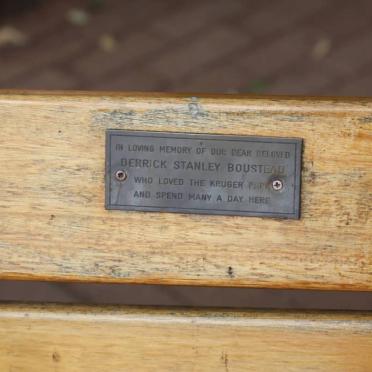 IN LOVING MEMORY OF OUR DEAR BELOVED
DERRICK STANLEY BOUSTEAD
WHO LOVED THE KRUGER PARK
AND SPEND MANY A DAY HERE